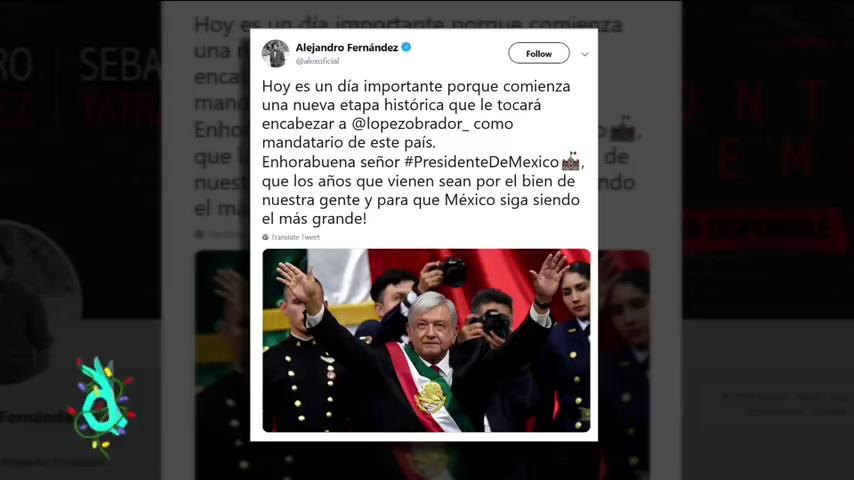 Alejandro Fernández
@alexoficial
Follow
Hoy es un día importante porque comienza
una nueva etapa histórica que le tocará
encabezar a @lopezobrador_ como
mandatario de este país.
Enhorabuena señor #PresidenteDeMexico,
que los años que vienen sean por el bien de
nuestra gente y para que México siga siendo
el más grande!
Translate Tweet